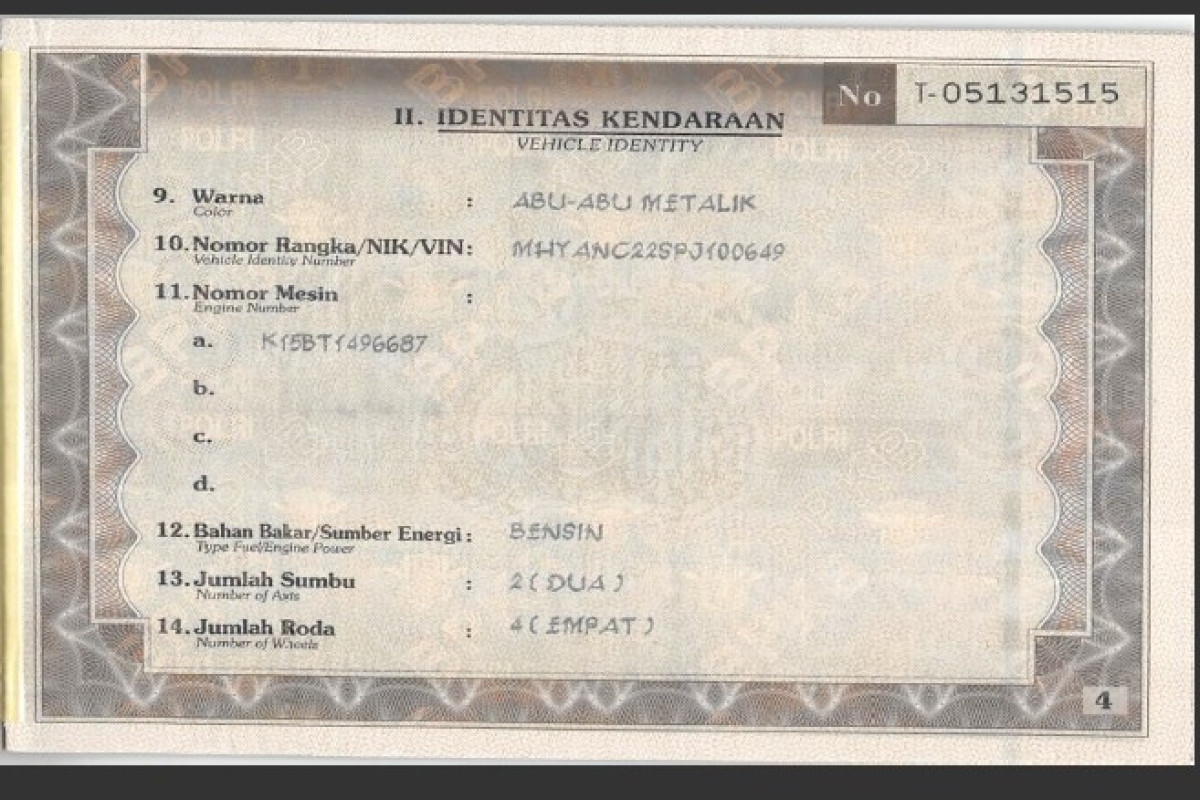 No T-05131515
II. IDENTITAS KENDARAAN
VEHICLE IDENTITY
9. Warna : ABU-ABU METALIK
Color
10. Nomor Rangka/NIK/VIN: MHYANC22SPJ100649
Vehicle Identity Number
11. Nomor Mesin :
Engine Number
a. K15BT1496687
b.
c.
d.
12. Bahan Bakar/Sumber Energi : BENSIN
Type Fuel/Engine Power
13. Jumlah Sumbu : 2 ( DUA )
Number of Axis
14. Jumlah Roda : 4 ( EMPAT )
Number of Wheels
4